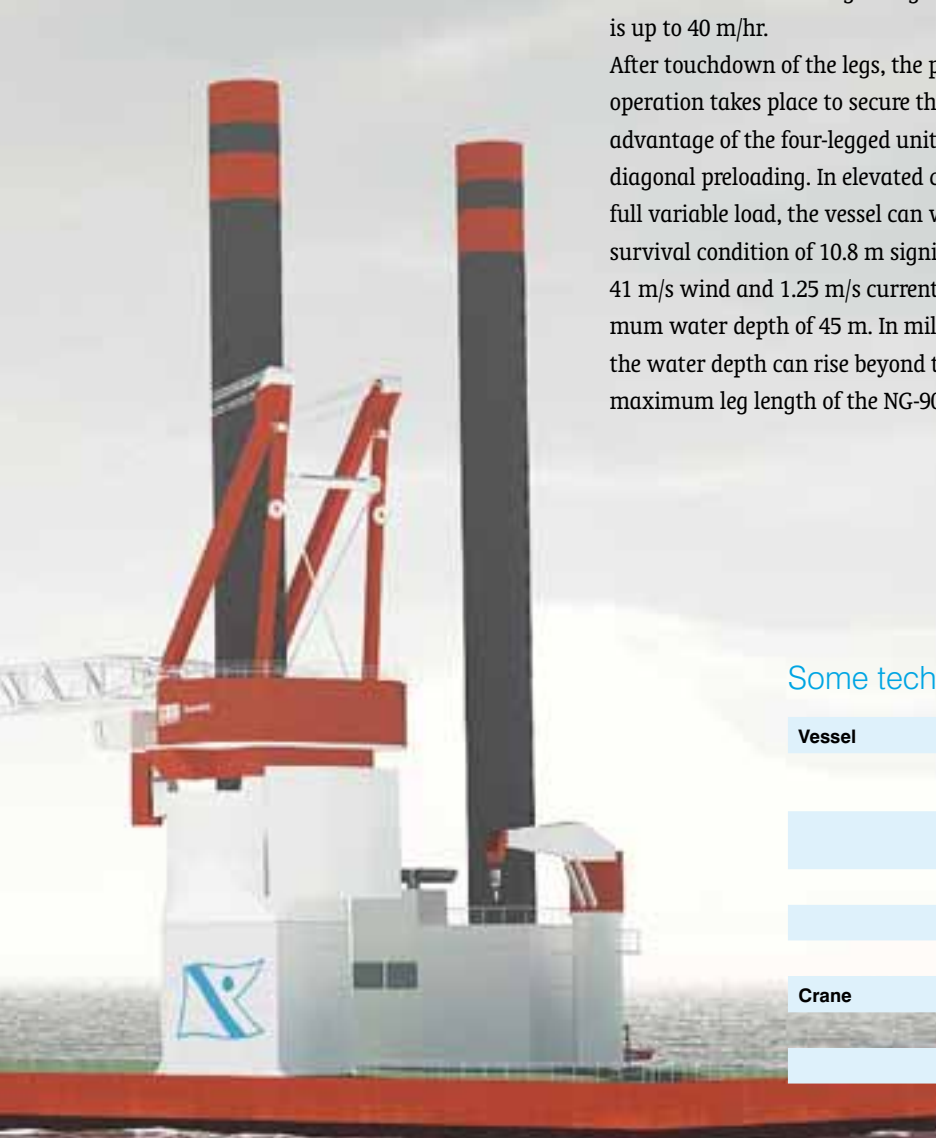 is up to 40 m/hr.
After touchdown of the legs, the p
operation takes place to secure th
advantage of the four-legged unit
diagonal preloading. In elevated c
full variable load, the vessel can v
survival condition of 10.8 m signi
41 m/s wind and 1.25 m/s current
mum water depth of 45 m. In mil
the water depth can rise beyond t
maximum leg length of the NG-90
Some tech
Vessel
Crane